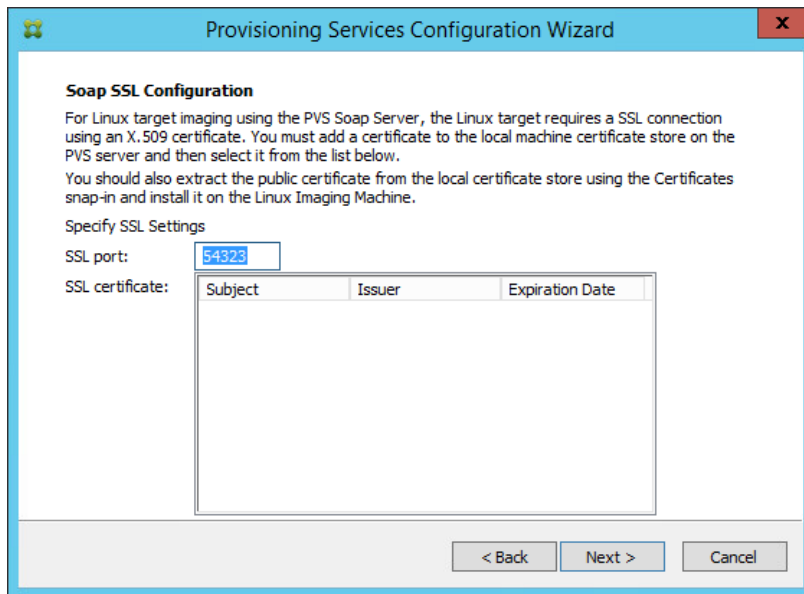 Provisioning Services Configuration Wizard
x
Soap SSL Configuration
For Linux target imaging using the PVS Soap Server, the Linux target requires a SSL connection
using an X.509 certificate. You must add a certificate to the local machine certificate store on the
PVS server and then select it from the list below.
You should also extract the public certificate from the local certificate store using the Certificates
snap-in and install it on the Linux Imaging Machine.
Specify SSL Settings
SSL port: 54323
SSL certificate: Subject Issuer Expiration Date
< Back Next > Cancel